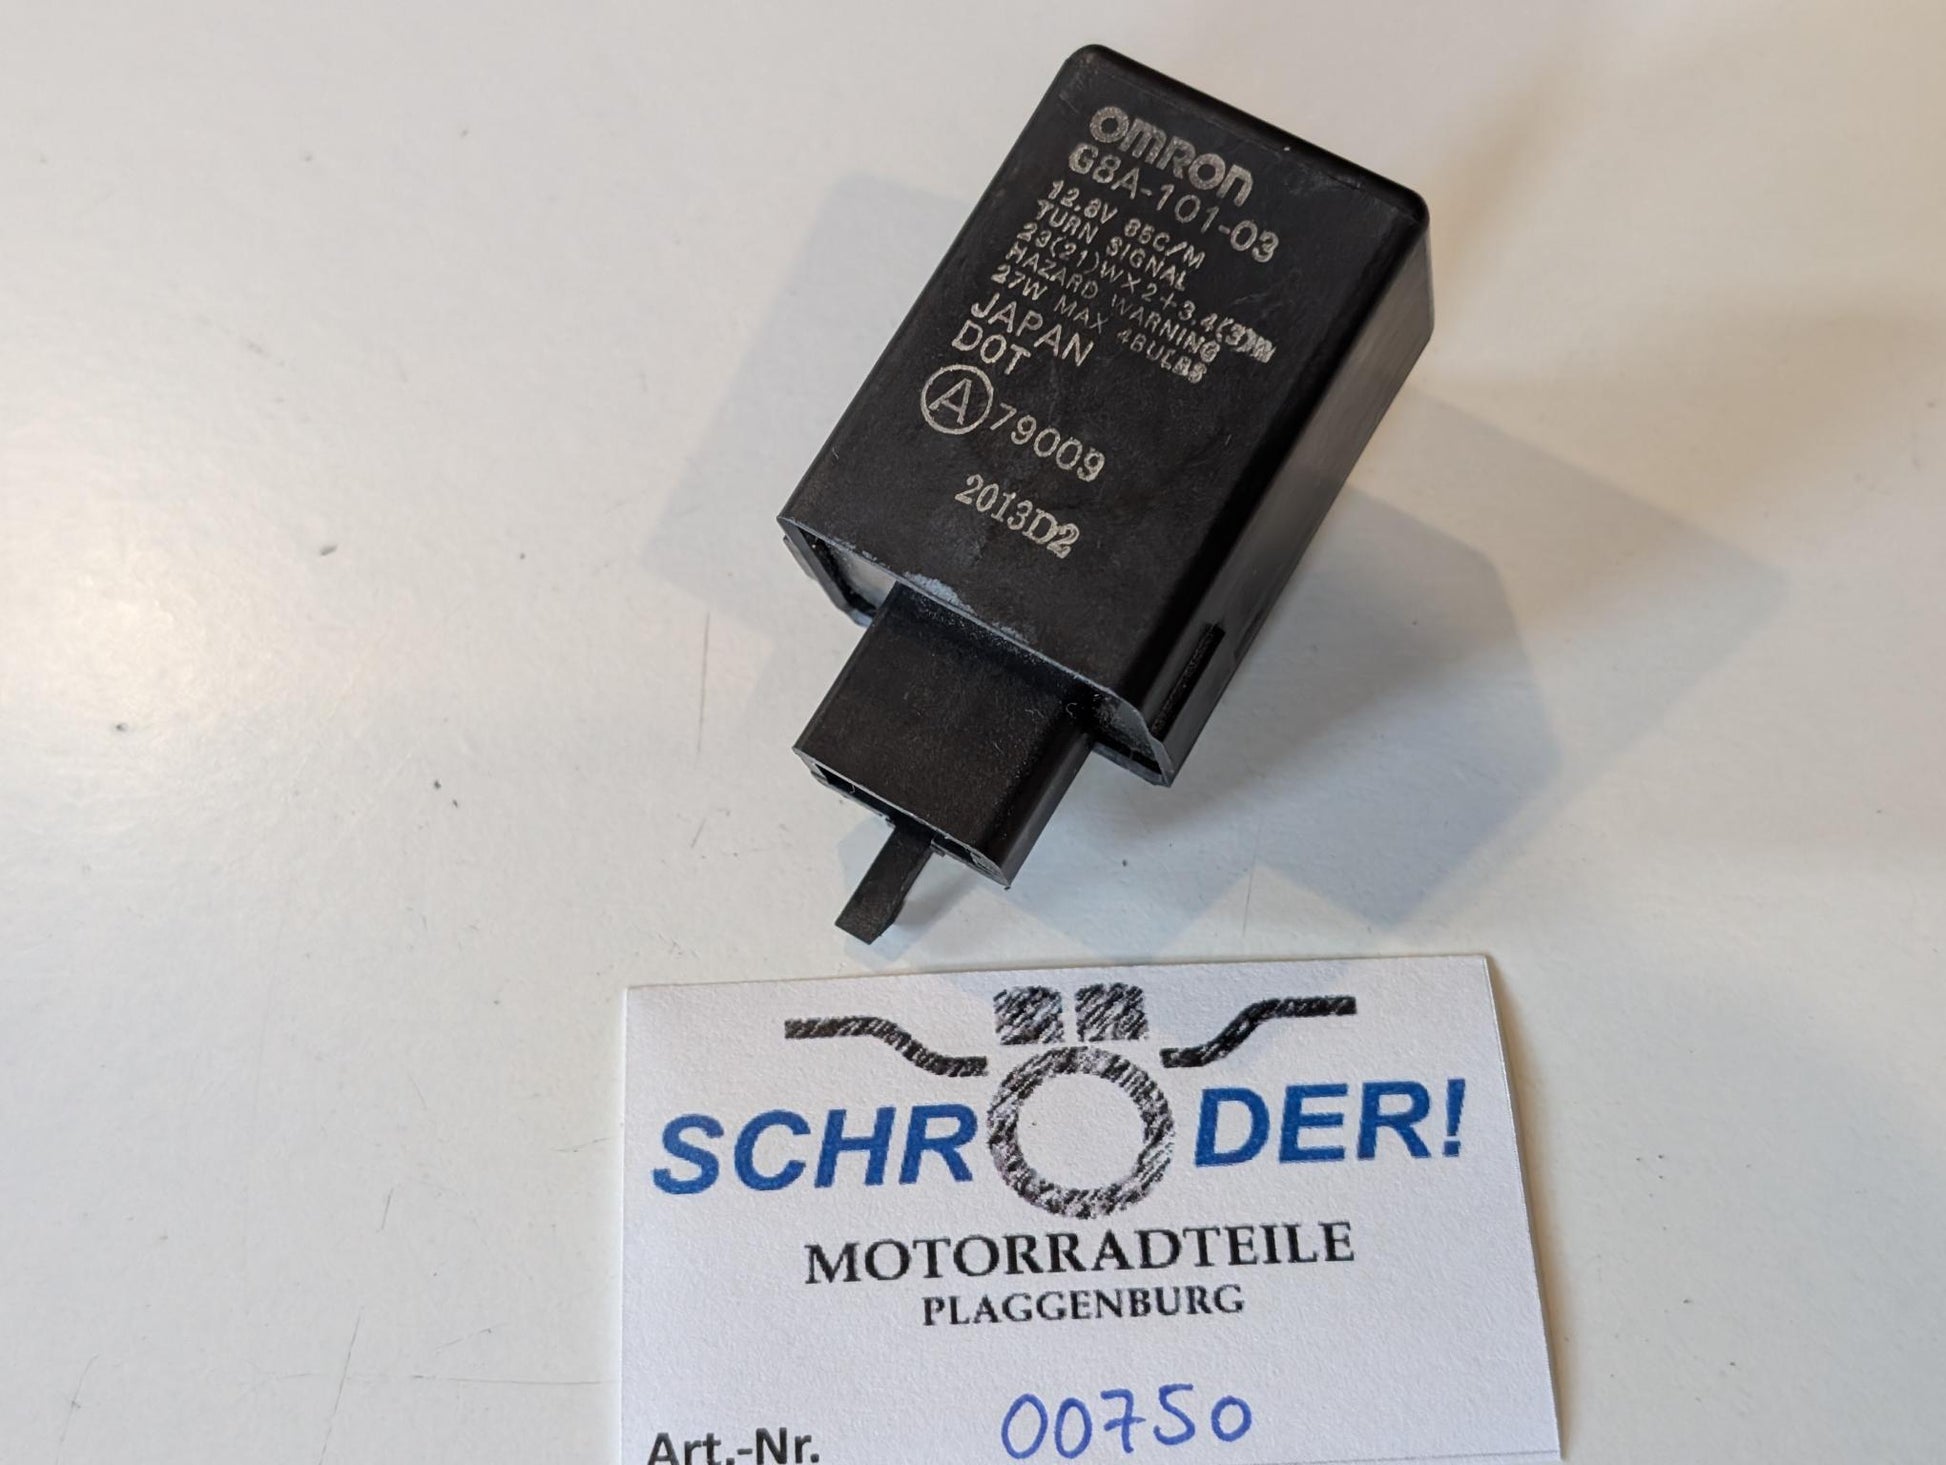 OMRON
G8A-101-03
12.8V 85C/M
TURN SIGNAL
23(21)W×2+3.4(3)W
HAZARD WARNING
27W MAX 4BULBS
JAPAN
DOT
A 79009
2013D2
SCHRÖDER!
MOTORRADTEILE
PLAGGENBURG
Art.-Nr. 00750